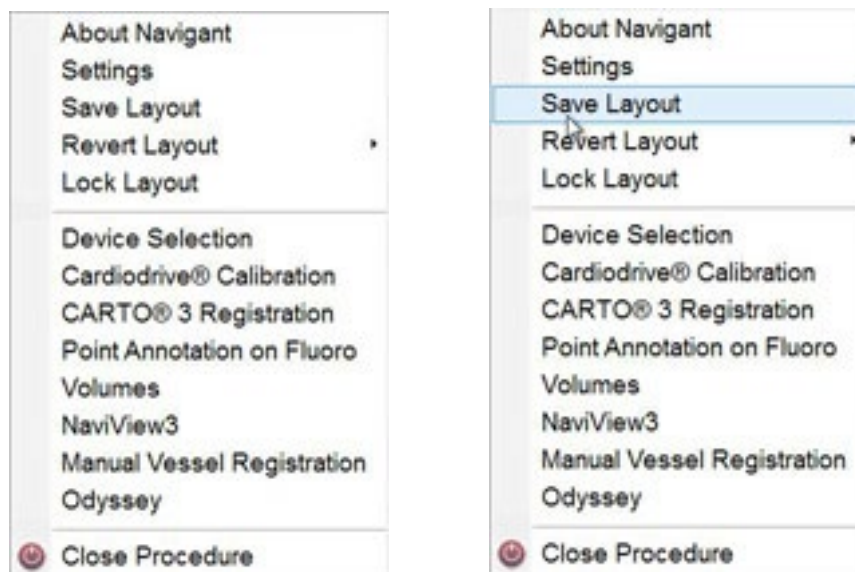 About Navigant
Settings
Save Layout
Revert Layout
Lock Layout
Device Selection
Cardiodrive® Calibration
CARTO® 3 Registration
Point Annotation on Fluoro
Volumes
NaviView3
Manual Vessel Registration
Odyssey
Close Procedure
About Navigant
Settings
Save Layout
Revert Layout
Lock Layout
Device Selection
Cardiodrive® Calibration
CARTO® 3 Registration
Point Annotation on Fluoro
Volumes
NaviView3
Manual Vessel Registration
Odyssey
Close Procedure